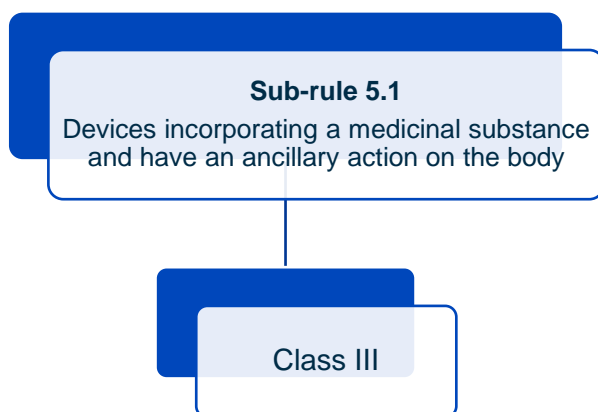 Sub-rule 5.1
Devices incorporating a medicinal substance
and have an ancillary action on the body
Class III